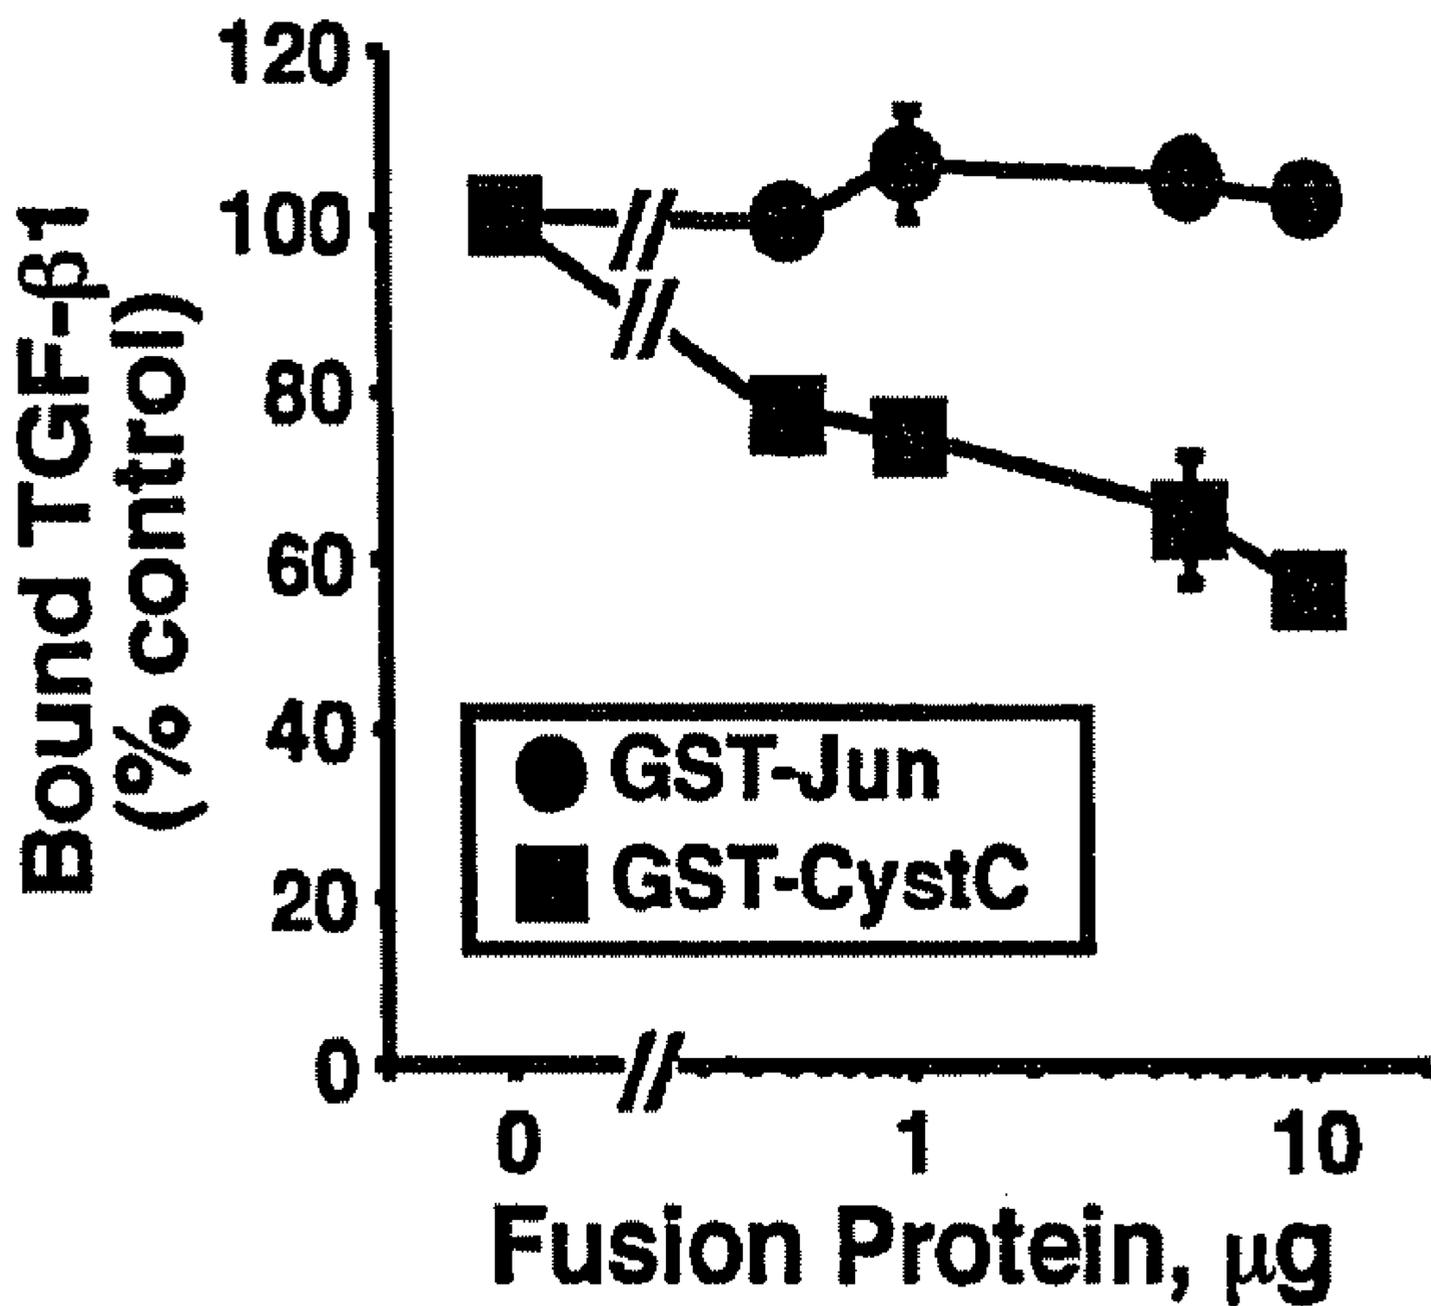 Bound TGF-β1
(% control)
120
100
80
60
40
20
0
GST-Jun
GST-CystC
0 1 10
Fusion Protein, μg